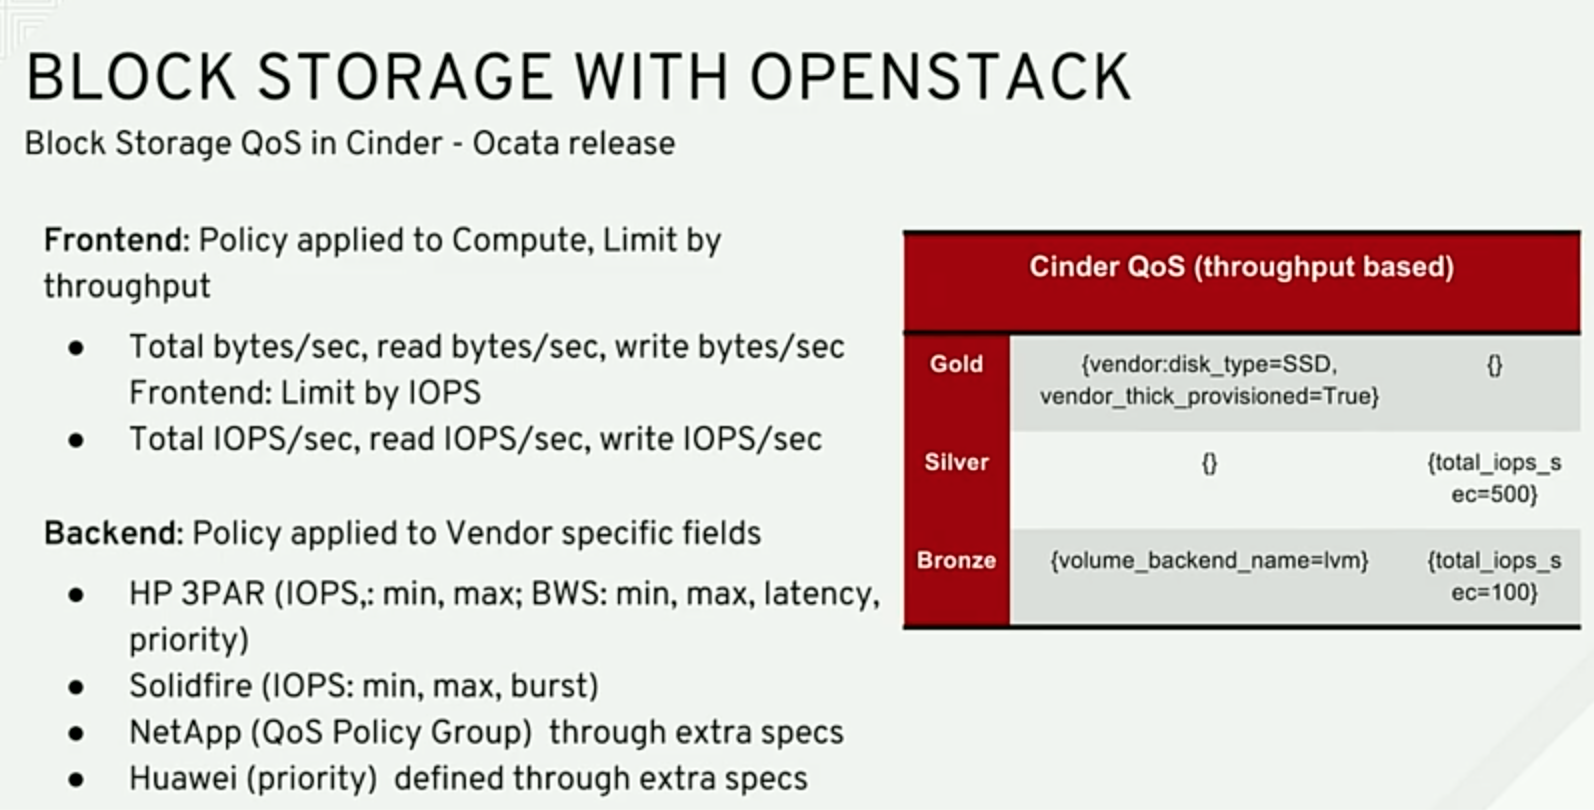 BLOCK STORAGE WITH OPENSTACK
Block Storage QoS in Cinder - Ocata release
Frontend: Policy applied to Compute, Limit by
throughput
● Total bytes/sec, read bytes/sec, write bytes/sec
Frontend: Limit by IOPS
● Total IOPS/sec, read IOPS/sec, write IOPS/sec
Backend: Policy applied to Vendor specific fields
● HP 3PAR (IOPS,: min, max; BWS: min, max, latency,
priority)
● Solidfire (IOPS: min, max, burst)
● NetApp (QoS Policy Group) through extra specs
● Huawei (priority) defined through extra specs
Cinder QoS (throughput based)
Gold {vendor:disk_type=SSD, {}
vendor_thick_provisioned=True}
Silver {} {total_iops_s
ec=500}
Bronze {volume_backend_name=lvm} {total_iops_s
ec=100}